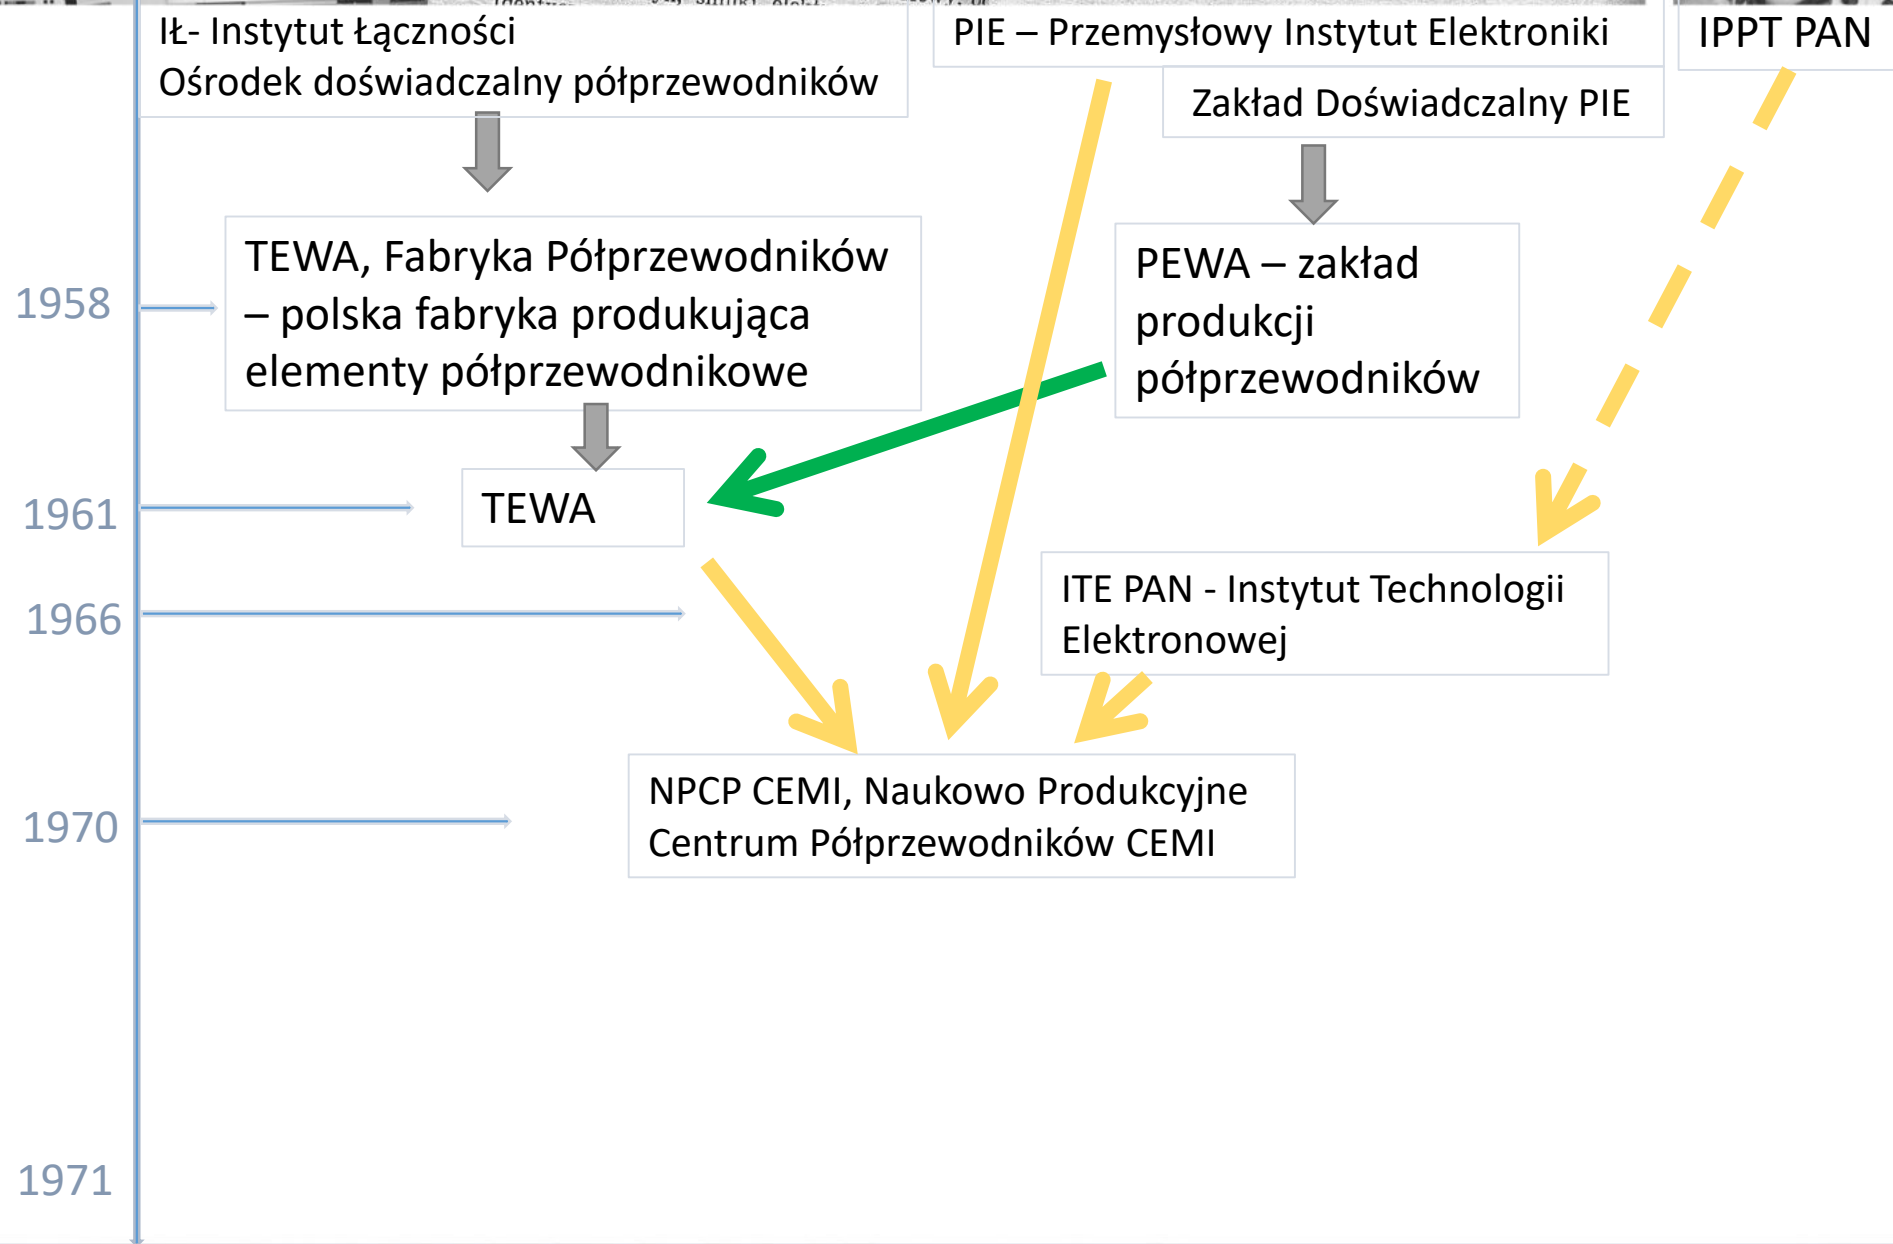 IŁ- Instytut Łączności
Ośrodek doświadczalny półprzewodników
PIE – Przemysłowy Instytut Elektroniki
Zakład Doświadczalny PIE
IPPT PAN
1958
TEWA, Fabryka Półprzewodników
– polska fabryka produkująca
elementy półprzewodnikowe
PEWA – zakład
produkcji
półprzewodników
1961
TEWA
1966
ITE PAN - Instytut Technologii
Elektronowej
1970
NPCP CEMI, Naukowo Produkcyjne
Centrum Półprzewodników CEMI
1971